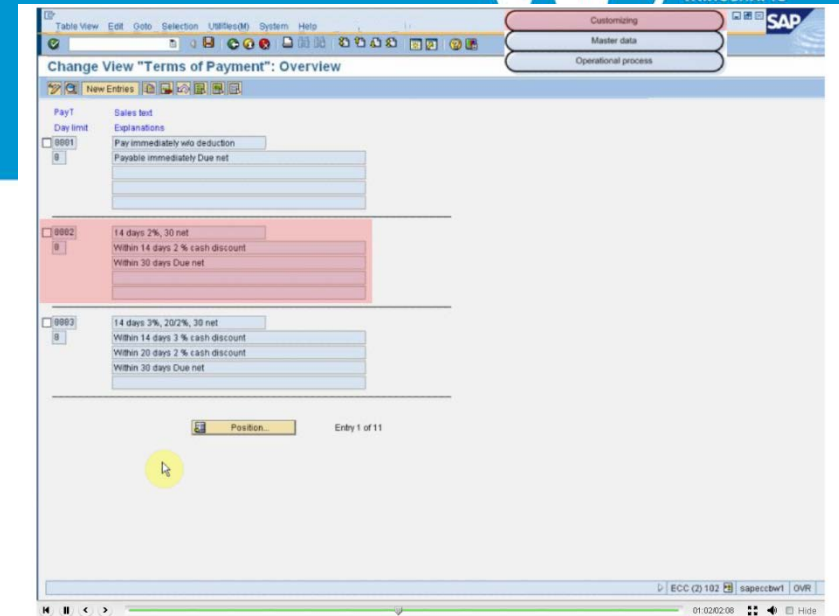 Table View Edit Goto Selection Utilities(M) System Help
Customizing
SAP
Master data
Operational process
Change View "Terms of Payment": Overview
New Entries
PayT Sales text
Day limit Explanations
0001 Pay immediately w/o deduction
0 Payable immediately Due net
0002 14 days 2%, 30 net
0 Within 14 days 2 % cash discount
Within 30 days Due net
0003 14 days 3%, 20/2%, 30 net
0 Within 14 days 3 % cash discount
Within 20 days 2 % cash discount
Within 30 days Due net
Position... Entry 1 of 11
ECC (2) 102 sapeccbw1 OVR
01:02/02:08 Hide